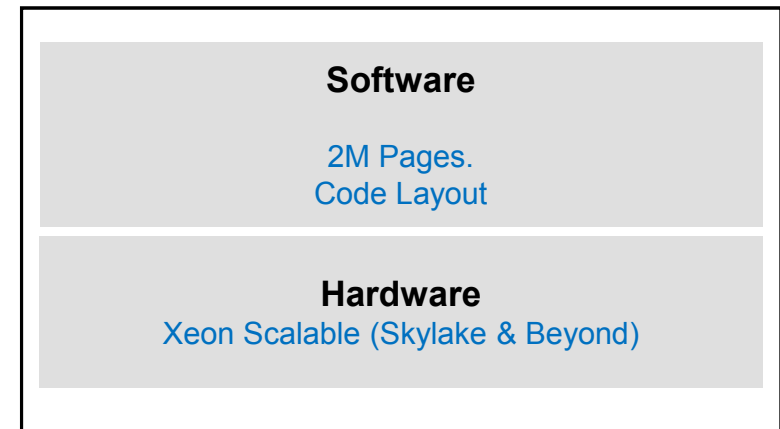 Software
2M Pages.
Code Layout
Hardware
Xeon Scalable (Skylake & Beyond)